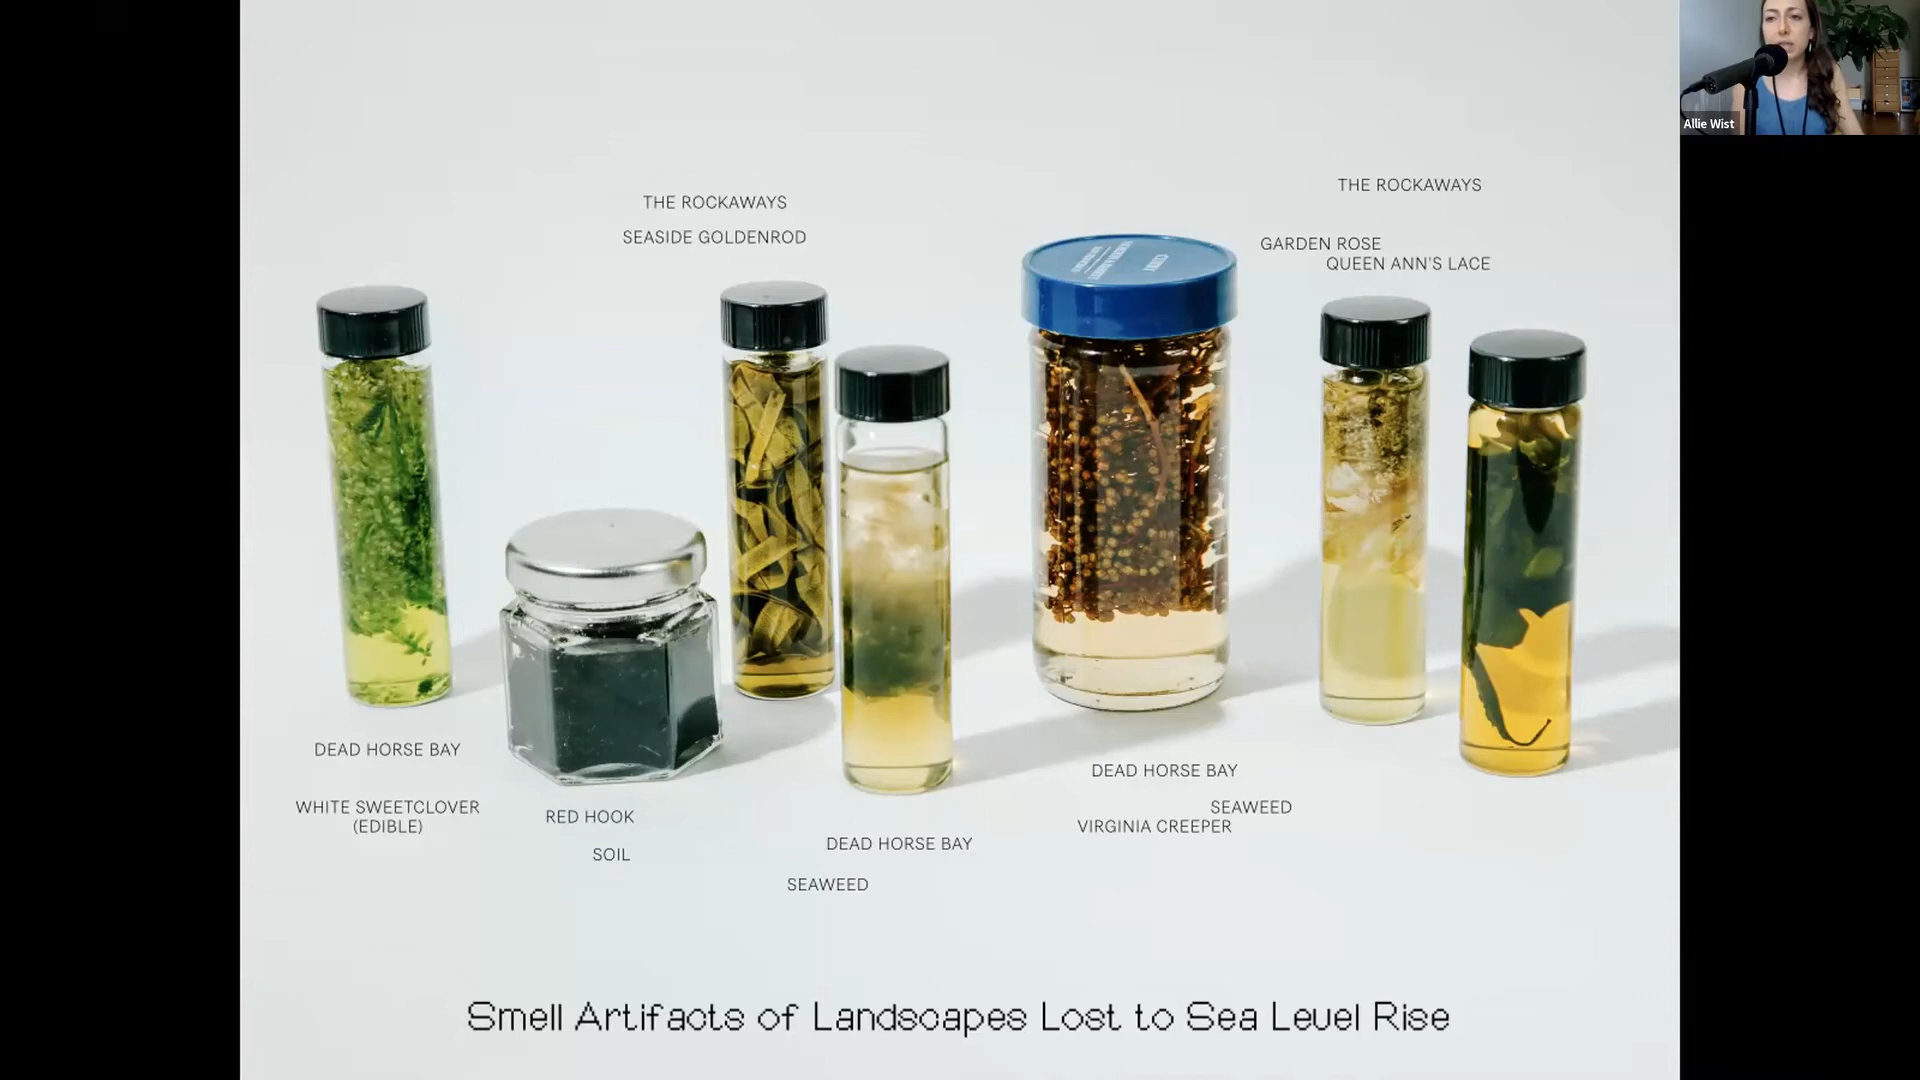 Allie Wist
THE ROCKAWAYS
SEASIDE GOLDENROD
THE ROCKAWAYS
GARDEN ROSE
QUEEN ANN'S LACE
DEAD HORSE BAY
WHITE SWEETCLOVER
(EDIBLE)
RED HOOK
SOIL
DEAD HORSE BAY
SEAWEED
DEAD HORSE BAY
SEAWEED
VIRGINIA CREEPER
Smell Artifacts of Landscapes Lost to Sea Level Rise